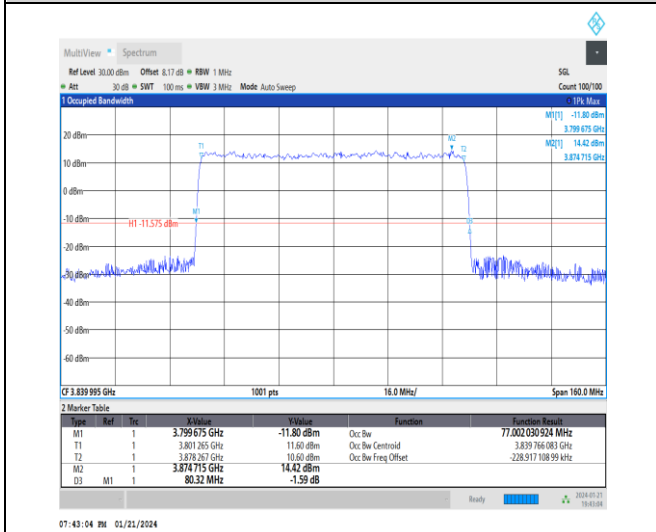 MultiView Spectrum
Ref Level 30.00 dBm Offset 8.17 dB RBW 1 MHz SGL
Att 30 dB SWT 100 ms VBW 3 MHz Mode Auto Sweep Count 100/100
1 Occupied Bandwidth 1Pk Max
M1[1] -11.80 dBm
3.799 675 GHz
M2[1] 14.42 dBm
3.874 715 GHz
20 dBm
M2
T1
T2
10 dBm
0 dBm
M1
-10 dBm
H1 -11.575 dBm
-20 dBm
-30 dBm
-40 dBm
-50 dBm
-60 dBm
CF 3.839 995 GHz 1001 pts 16.0 MHz/ Span 160.0 MHz
2 Marker Table
Type Ref Trc X-Value Y-Value Function Function Result
M1 1 3.799 675 GHz -11.80 dBm Occ Bw 77.002 030 924 MHz
T1 1 3.801 265 GHz 11.60 dBm Occ Bw Centroid 3.839 766 083 GHz
T2 1 3.878 267 GHz 10.60 dBm Occ Bw Freq Offset -228.917 108 99 kHz
M2 1 3.874 715 GHz 14.42 dBm
D3 M1 1 80.32 MHz -1.59 dB
Ready 2024-01-21
19:43:04
07:43:04 PM 01/21/2024